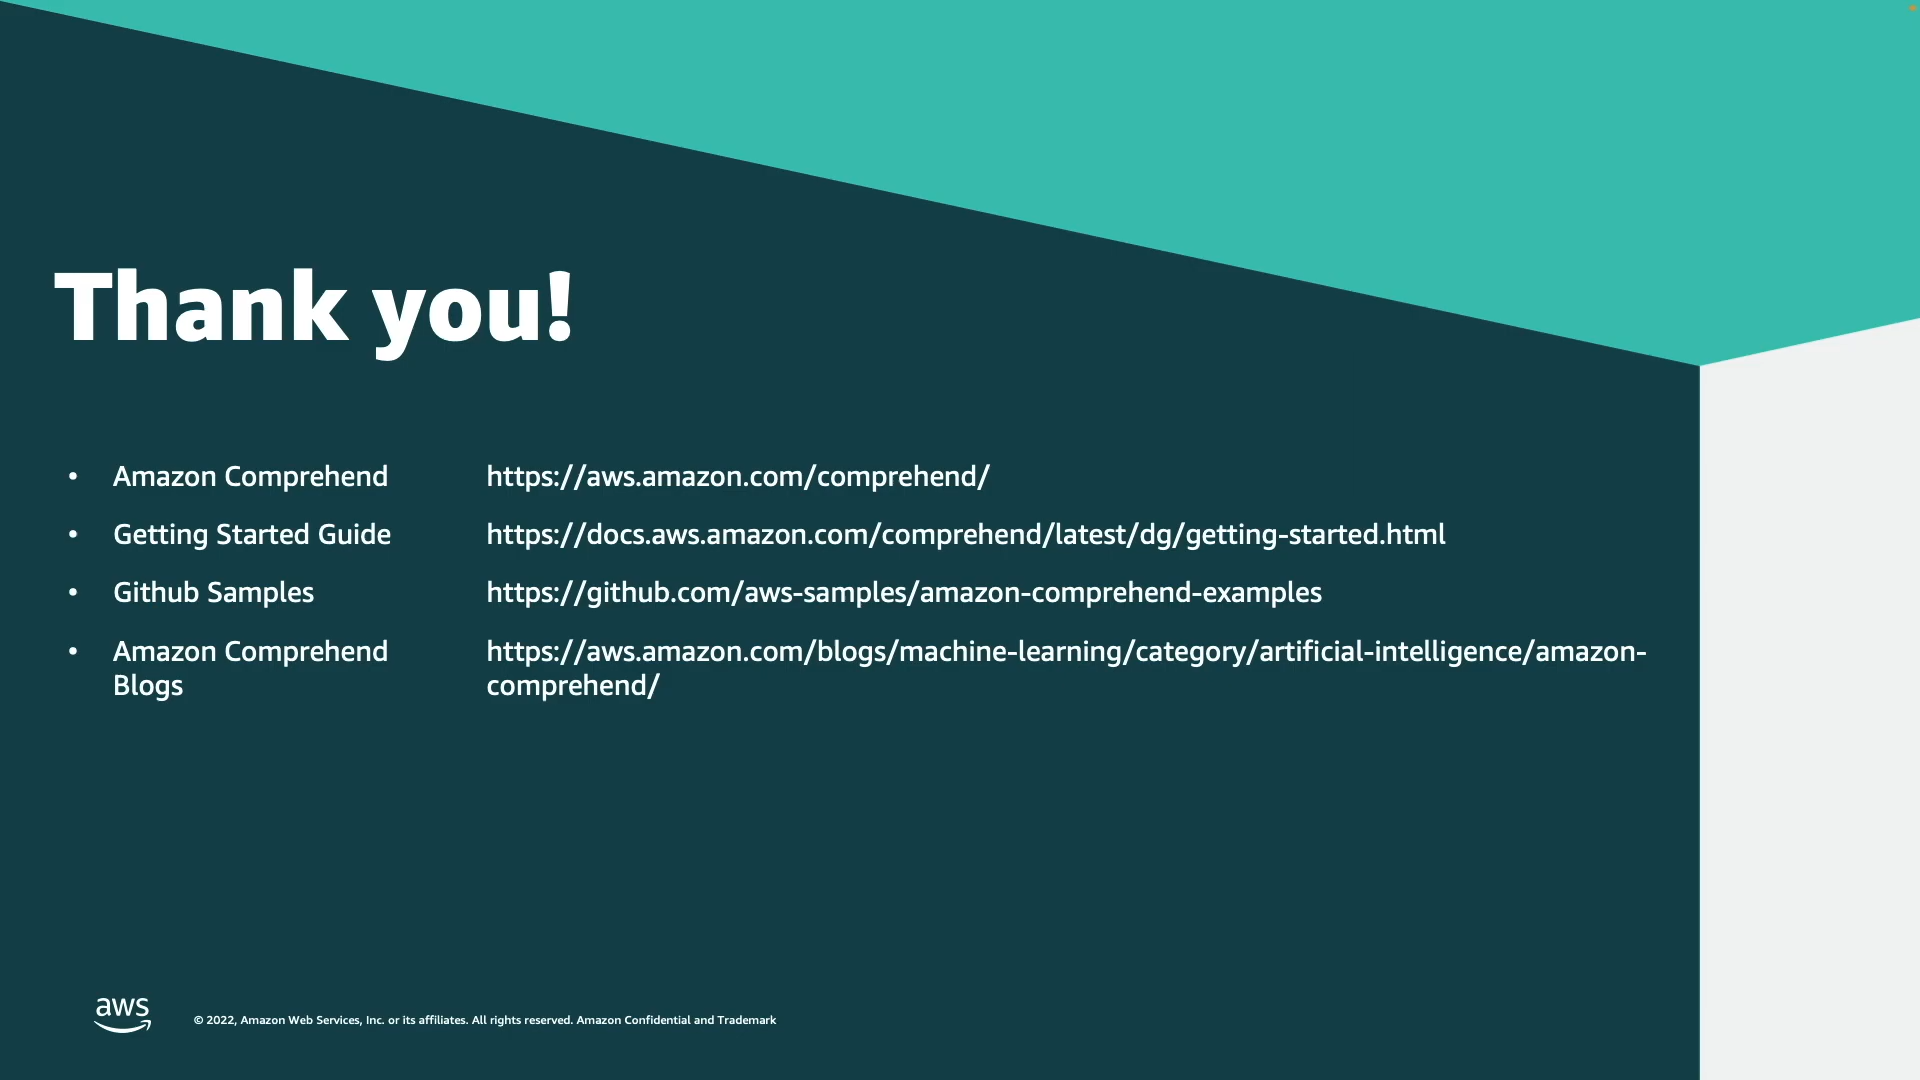 Thank you!
• Amazon Comprehend https://aws.amazon.com/comprehend/
• Getting Started Guide https://docs.aws.amazon.com/comprehend/latest/dg/getting-started.html
• Github Samples https://github.com/aws-samples/amazon-comprehend-examples
• Amazon Comprehend https://aws.amazon.com/blogs/machine-learning/category/artificial-intelligence/amazon-
Blogs comprehend/
aws
© 2022, Amazon Web Services, Inc. or its affiliates. All rights reserved. Amazon Confidential and Trademark